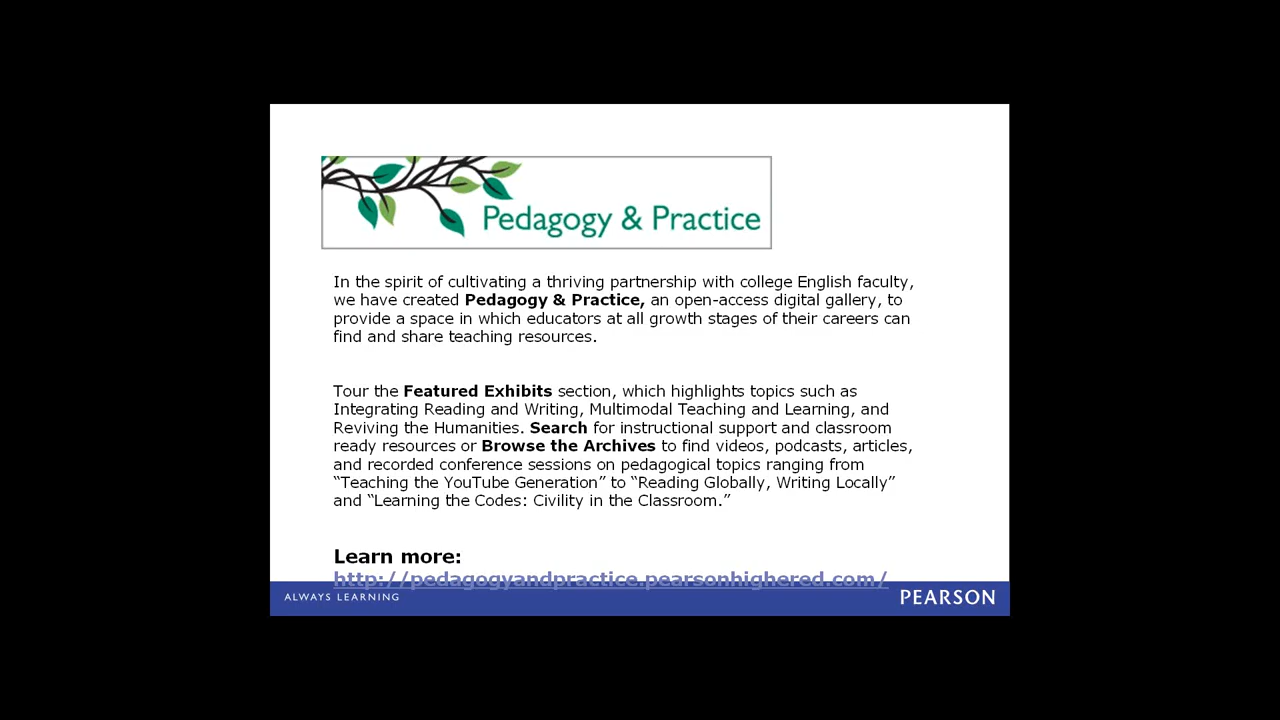 Pedagogy & Practice
In the spirit of cultivating a thriving partnership with college English faculty,
we have created Pedagogy & Practice, an open-access digital gallery, to
provide a space in which educators at all growth stages of their careers can
find and share teaching resources.
Tour the Featured Exhibits section, which highlights topics such as
Integrating Reading and Writing, Multimodal Teaching and Learning, and
Reviving the Humanities. Search for instructional support and classroom
ready resources or Browse the Archives to find videos, podcasts, articles,
and recorded conference sessions on pedagogical topics ranging from
“Teaching the YouTube Generation” to “Reading Globally, Writing Locally”
and “Learning the Codes: Civility in the Classroom.”
Learn more:
http://pedagogyandpractice.pearsonhighered.com/
ALWAYS LEARNING
PEARSON